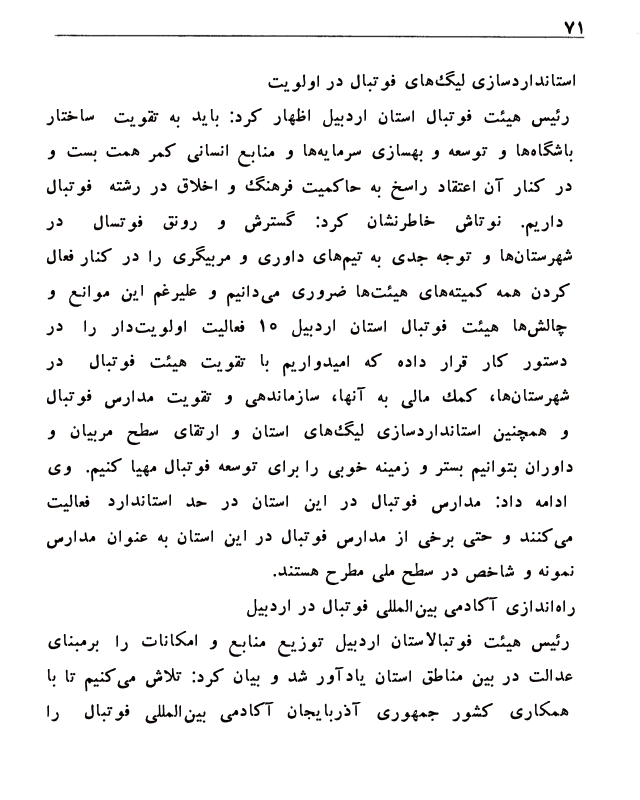 ۷۱
استانداردسازی لیگ‌های فوتبال در اولویت
رئیس هیئت فوتبال استان اردبیل اظهار کرد: باید به تقویت ساختار
باشگاه‌ها و توسعه و بهسازی سرمایه‌ها و منابع انسانی کمر همت بست و
در کنار آن اعتقاد راسخ به حاکمیت فرهنگ و اخلاق در رشته فوتبال
داریم. نوتاش خاطرنشان کرد: گسترش و رونق فوتسال در
شهرستان‌ها و توجه جدی به تیم‌های داوری و مربیگری را در کنار فعال
کردن همه کمیته‌های هیئت‌ها ضروری می‌دانیم و علیرغم این موانع و
چالش‌ها هیئت فوتبال استان اردبیل ۱۵ فعالیت اولویت‌دار را در
دستور کار قرار داده که امیدواریم با تقویت هیئت فوتبال در
شهرستان‌ها، کمک مالی به آنها، سازماندهی و تقویت مدارس فوتبال
و همچنین استانداردسازی لیگ‌های استان و ارتقای سطح مربیان و
داوران بتوانیم بستر و زمینه خوبی را برای توسعه فوتبال مهیا کنیم. وی
ادامه داد: مدارس فوتبال در این استان در حد استاندارد فعالیت
می‌کنند و حتی برخی از مدارس فوتبال در این استان به عنوان مدارس
نمونه و شاخص در سطح ملی مطرح هستند.
راه‌اندازی آکادمی بین‌المللی فوتبال در اردبیل
رئیس هیئت فوتبالاستان اردبیل توزیع منابع و امکانات را برمبنای
عدالت در بین مناطق استان یادآور شد و بیان کرد: تلاش می‌کنیم تا با
همکاری کشور جمهوری آذربایجان آکادمی بین‌المللی فوتبال را